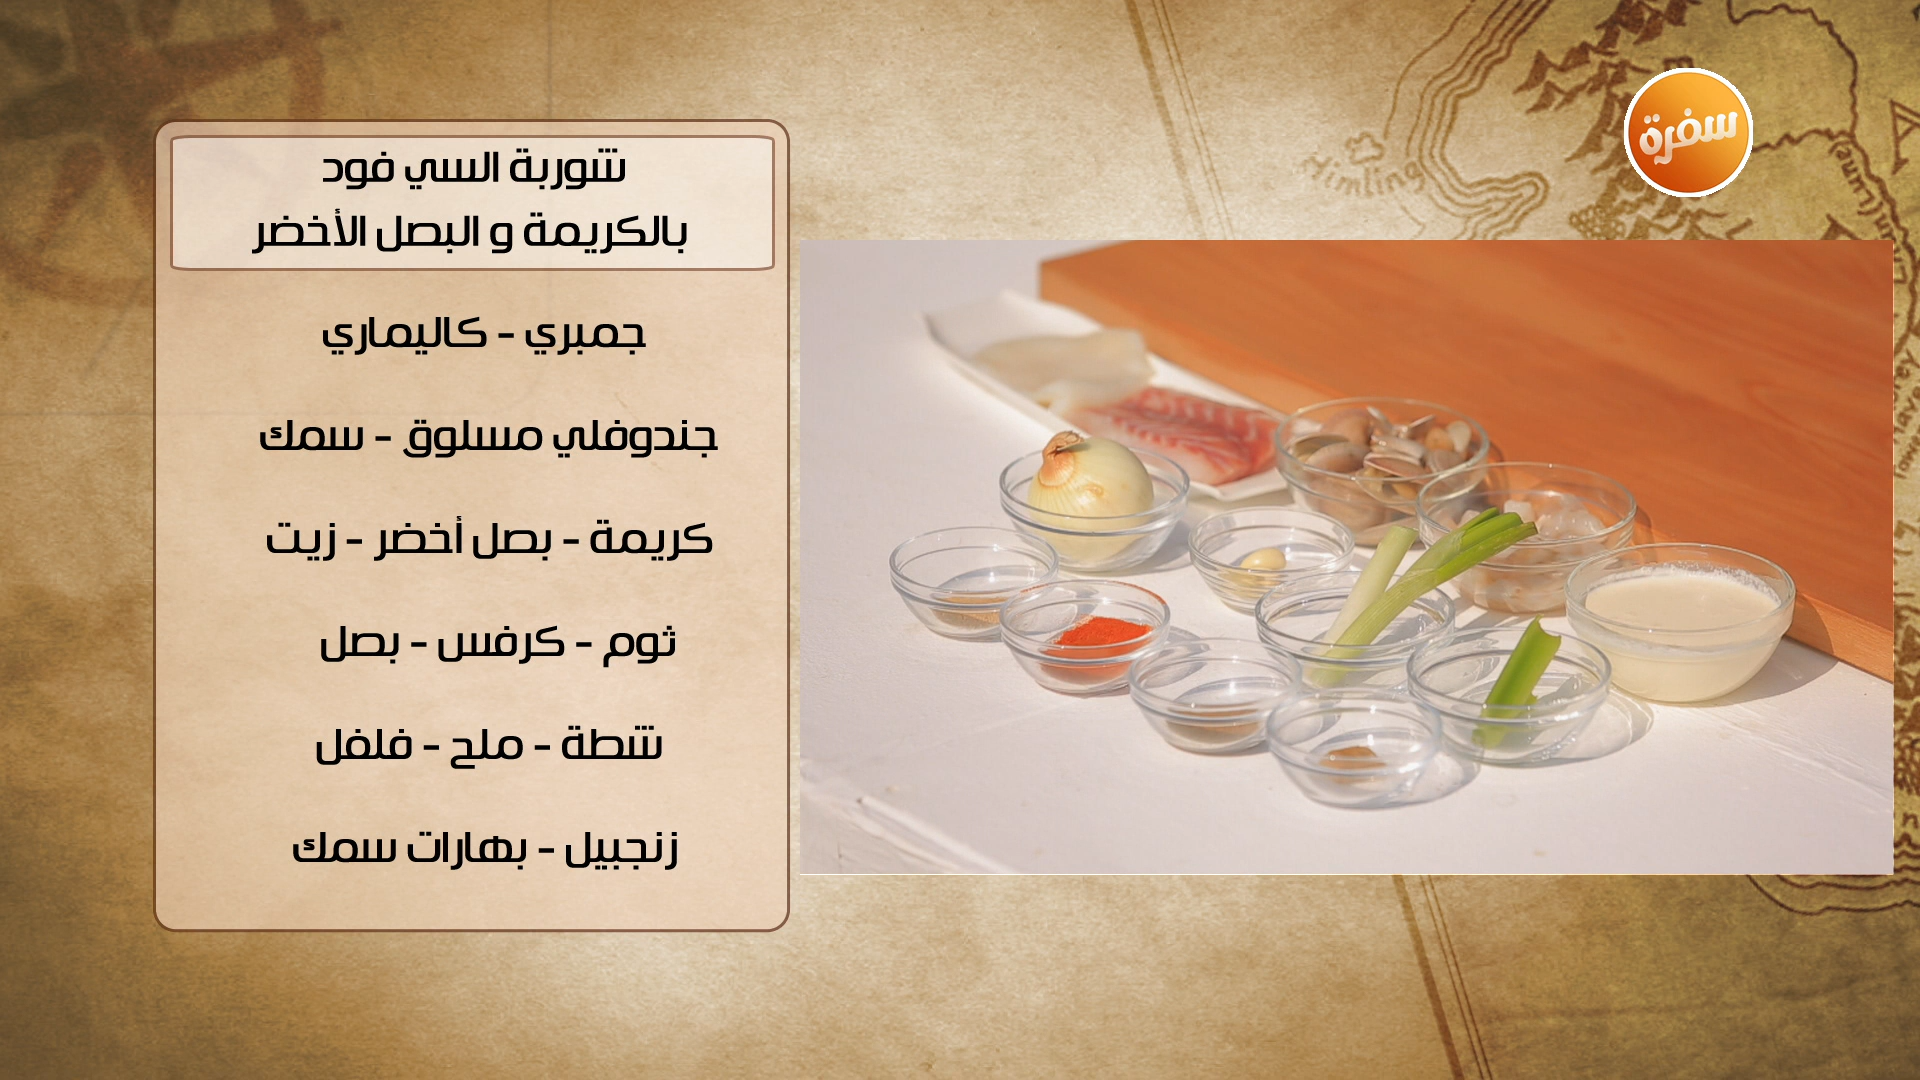 سفرة
شوربة السي فود
بالكريمة و البصل الأخضر
جمبري - كاليماري
جندوفلي مسلوق - سمك
كريمة - بصل أخضر - زيت
ثوم - كرفس - بصل
شطة - ملح - فلفل
زنجبيل - بهارات سمك
Himling